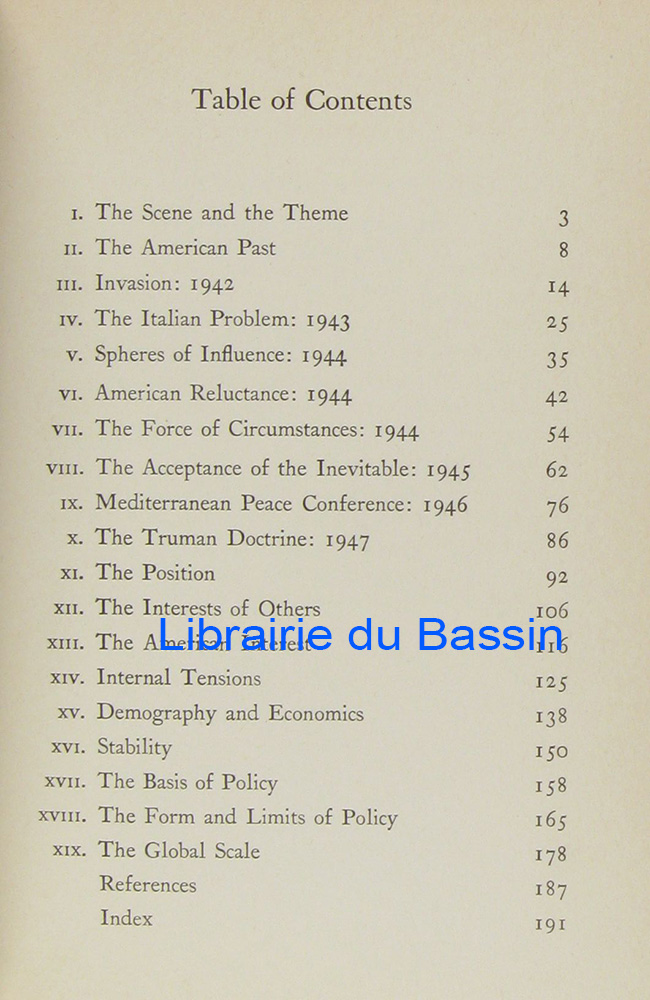 Table of Contents
I. The Scene and the Theme 3
II. The American Past 8
III. Invasion: 1942 14
IV. The Italian Problem: 1943 25
V. Spheres of Influence: 1944 35
VI. American Reluctance: 1944 42
VII. The Force of Circumstances: 1944 54
VIII. The Acceptance of the Inevitable: 1945 62
IX. Mediterranean Peace Conference: 1946 76
X. The Truman Doctrine: 1947 86
XI. The Position 92
XII. The Interests of Others 106
Librairie du Bassin
XIII. The American Interest 116
XIV. Internal Tensions 125
XV. Demography and Economics 138
XVI. Stability 150
XVII. The Basis of Policy 158
XVIII. The Form and Limits of Policy 165
XIX. The Global Scale 178
References 187
Index 191